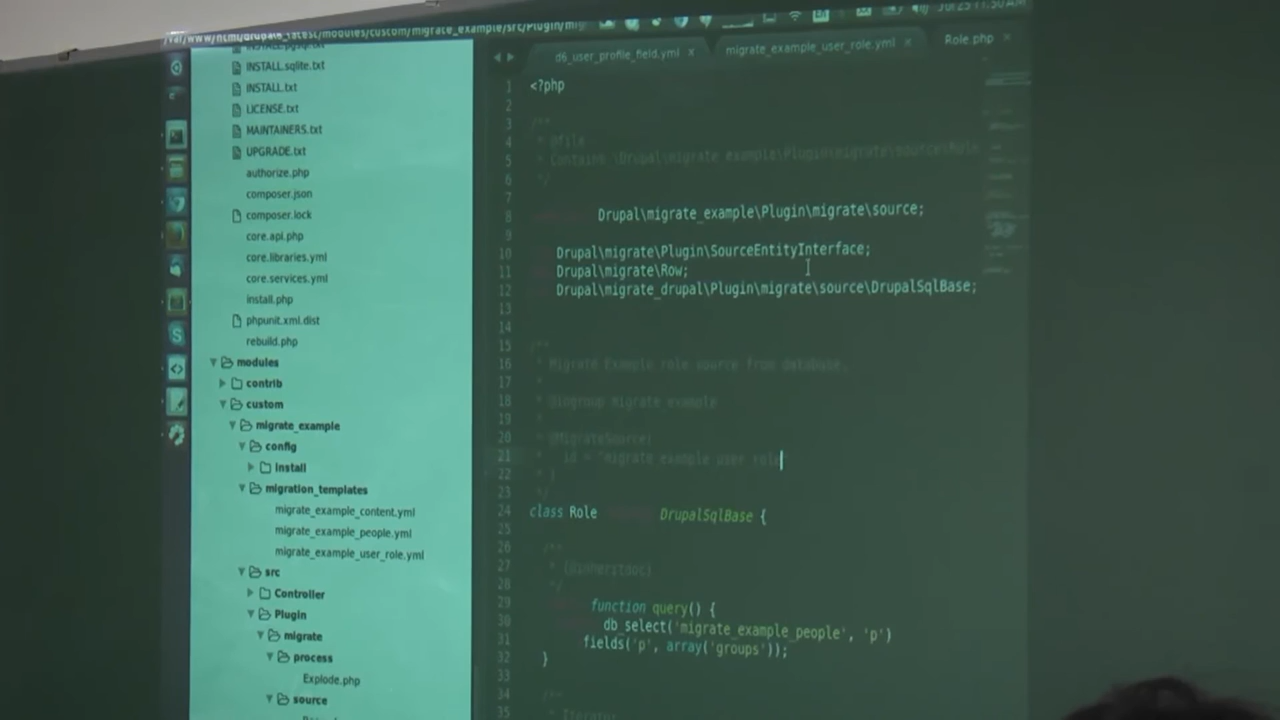 /var/www/html/drupal8_latest/modules/custom/migrate_example/src/Plugin/mig
EN
Jul 25 11:30 AM
INSTALL.sqlite.txt
INSTALL.txt
LICENSE.txt
MAINTAINERS.txt
UPGRADE.txt
authorize.php
composer.json
composer.lock
core.api.php
core.libraries.yml
core.services.yml
install.php
phpunit.xml.dist
rebuild.php
modules
contrib
custom
migrate_example
config
install
migration_templates
migrate_example_content.yml
migrate_example_people.yml
migrate_example_user_role.yml
src
Controller
Plugin
migrate
process
Explode.php
source
d6_user_profile_field.yml × migrate_example_user_role.yml × Role.php ×
1 <?php
2
3 /**
4 * @file
5 * Contains \Drupal\migrate_example\Plugin\migrate\source\Role
6 */
7
8 Drupal\migrate_example\Plugin\migrate\source;
9
10 Drupal\migrate\Plugin\SourceEntityInterface;
11 Drupal\migrate\Row;
12 Drupal\migrate_drupal\Plugin\migrate\source\DrupalSqlBase;
13
14
15 /**
16 * Migrate Example role source from database.
17 *
18 * @ingroup migrate_example
19 *
20 * @MigrateSource(
21 * id = "migrate_example_user_role"
22 * )
23 */
24 class Role DrupalSqlBase {
25
26 /**
27 * {@inheritdoc}
28 */
29 function query() {
30 db_select('migrate_example_people', 'p')
31 fields('p', array('groups'));
32 }
33
34 /**
35 * Iterator